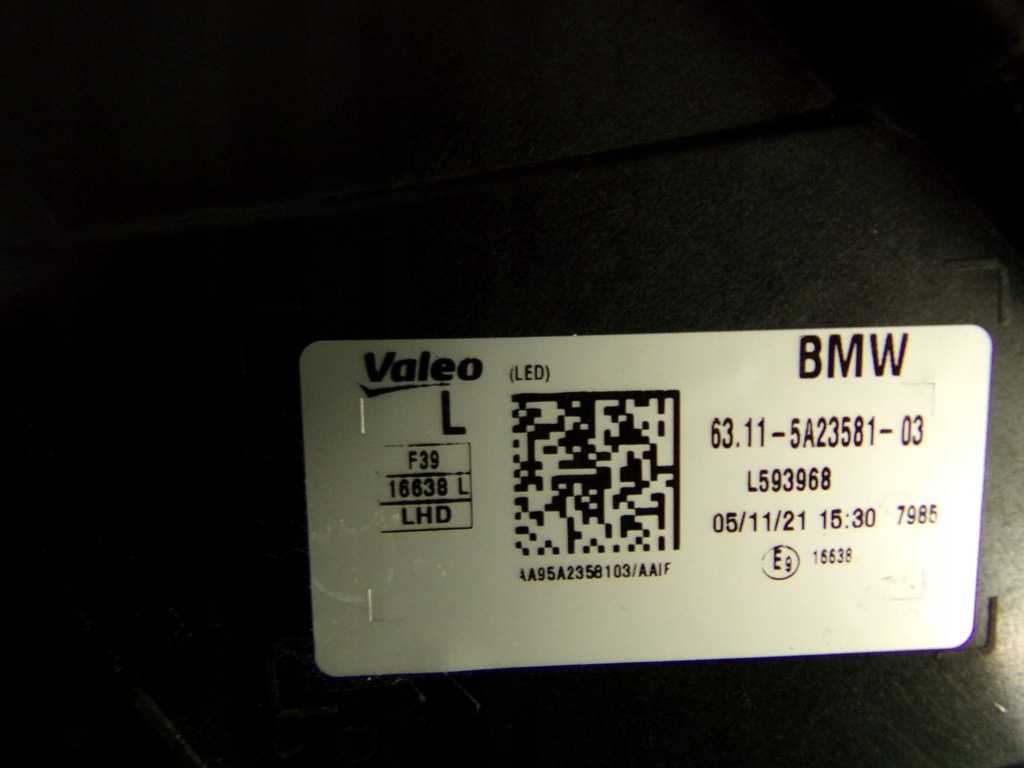 Valeo (LED) BMW
L
F39
16638 L
LHD
63.11-5A23581-03
L593968
05/11/21 15:30 7985
E9 16638
AA95A2358103/AAIF